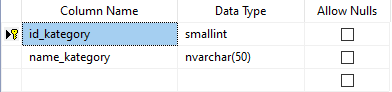 Column Name Data Type Allow Nulls
id_kategory smallint
name_kategory nvarchar(50)